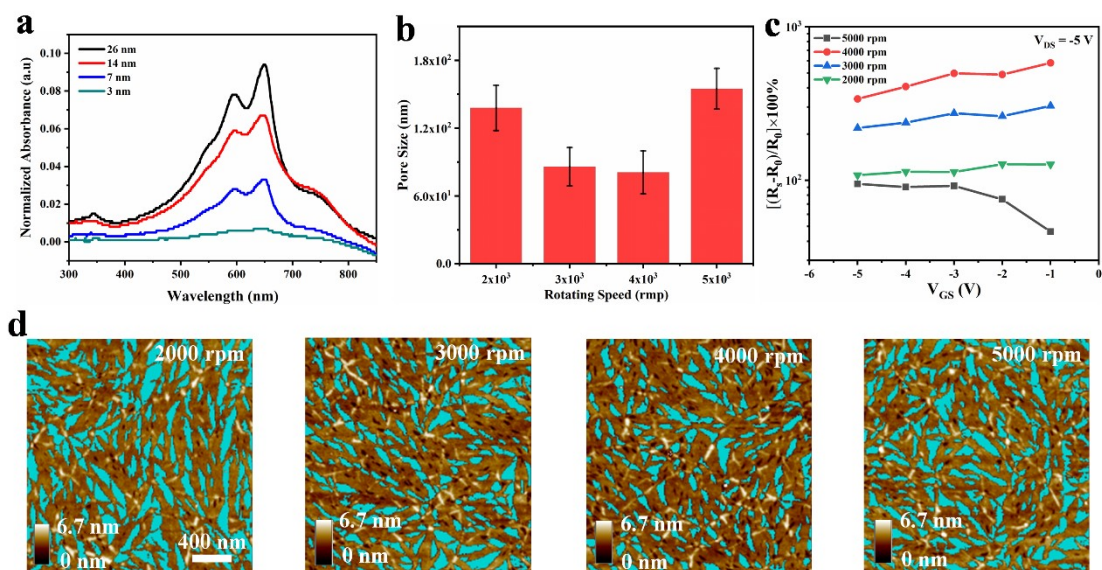 a
26 nm
14 nm
7 nm
3 nm
Normalized Absorbance (a.u)
0.10
0.08
0.06
0.04
0.02
0.00
300 400 500 600 700 800
Wavelength (nm)
b
Pore Size (nm)
1.8x10²
1.2x10²
6.0x10¹
0.0
2x10³ 3x10³ 4x10³ 5x10³
Rotating Speed (rmp)
c
5000 rpm
4000 rpm
3000 rpm
2000 rpm
V_DS = -5 V
[(R_s-R_0)/R_0]×100%
10³
10²
-6 -5 -4 -3 -2 -1 0
V_GS (V)
d
2000 rpm
6.7 nm
0 nm
400 nm
3000 rpm
6.7 nm
0 nm
4000 rpm
6.7 nm
0 nm
5000 rpm
6.7 nm
0 nm